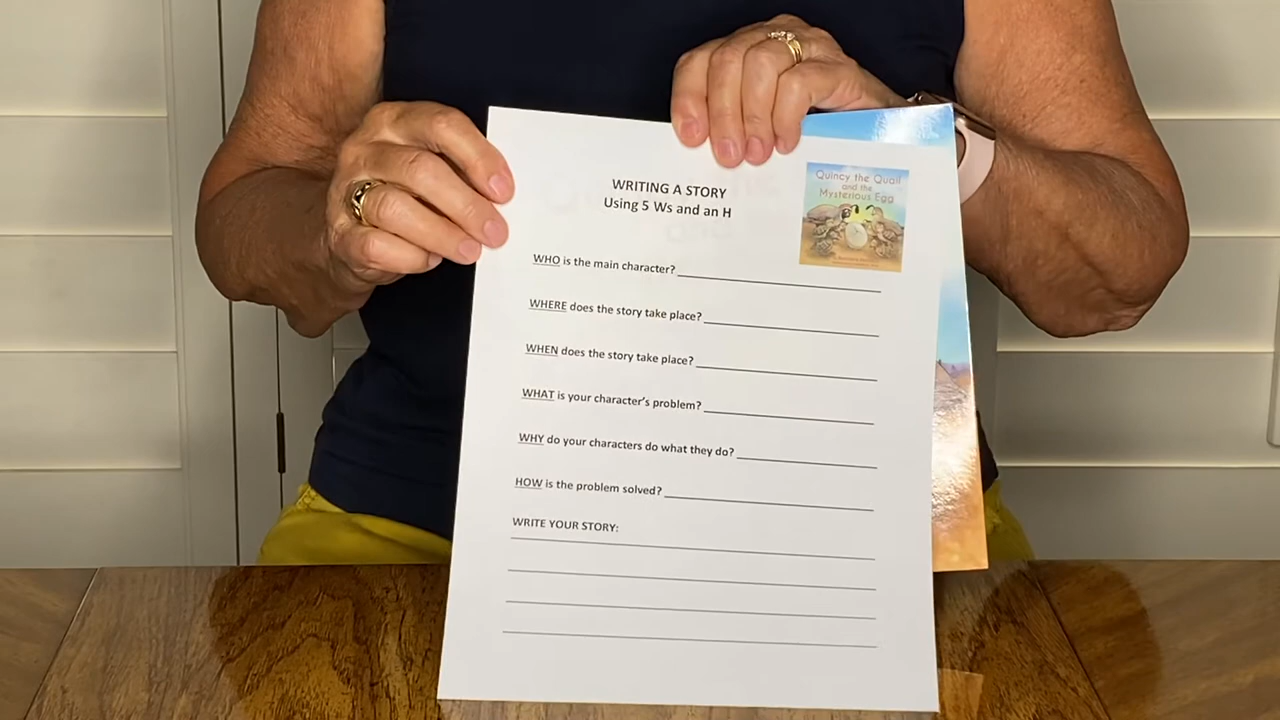 WRITING A STORY
Using 5 Ws and an H
Quincy the Quail
and the
Mysterious Egg
WHO is the main character?
WHERE does the story take place?
WHEN does the story take place?
WHAT is your character's problem?
WHY do your characters do what they do?
HOW is the problem solved?
WRITE YOUR STORY: